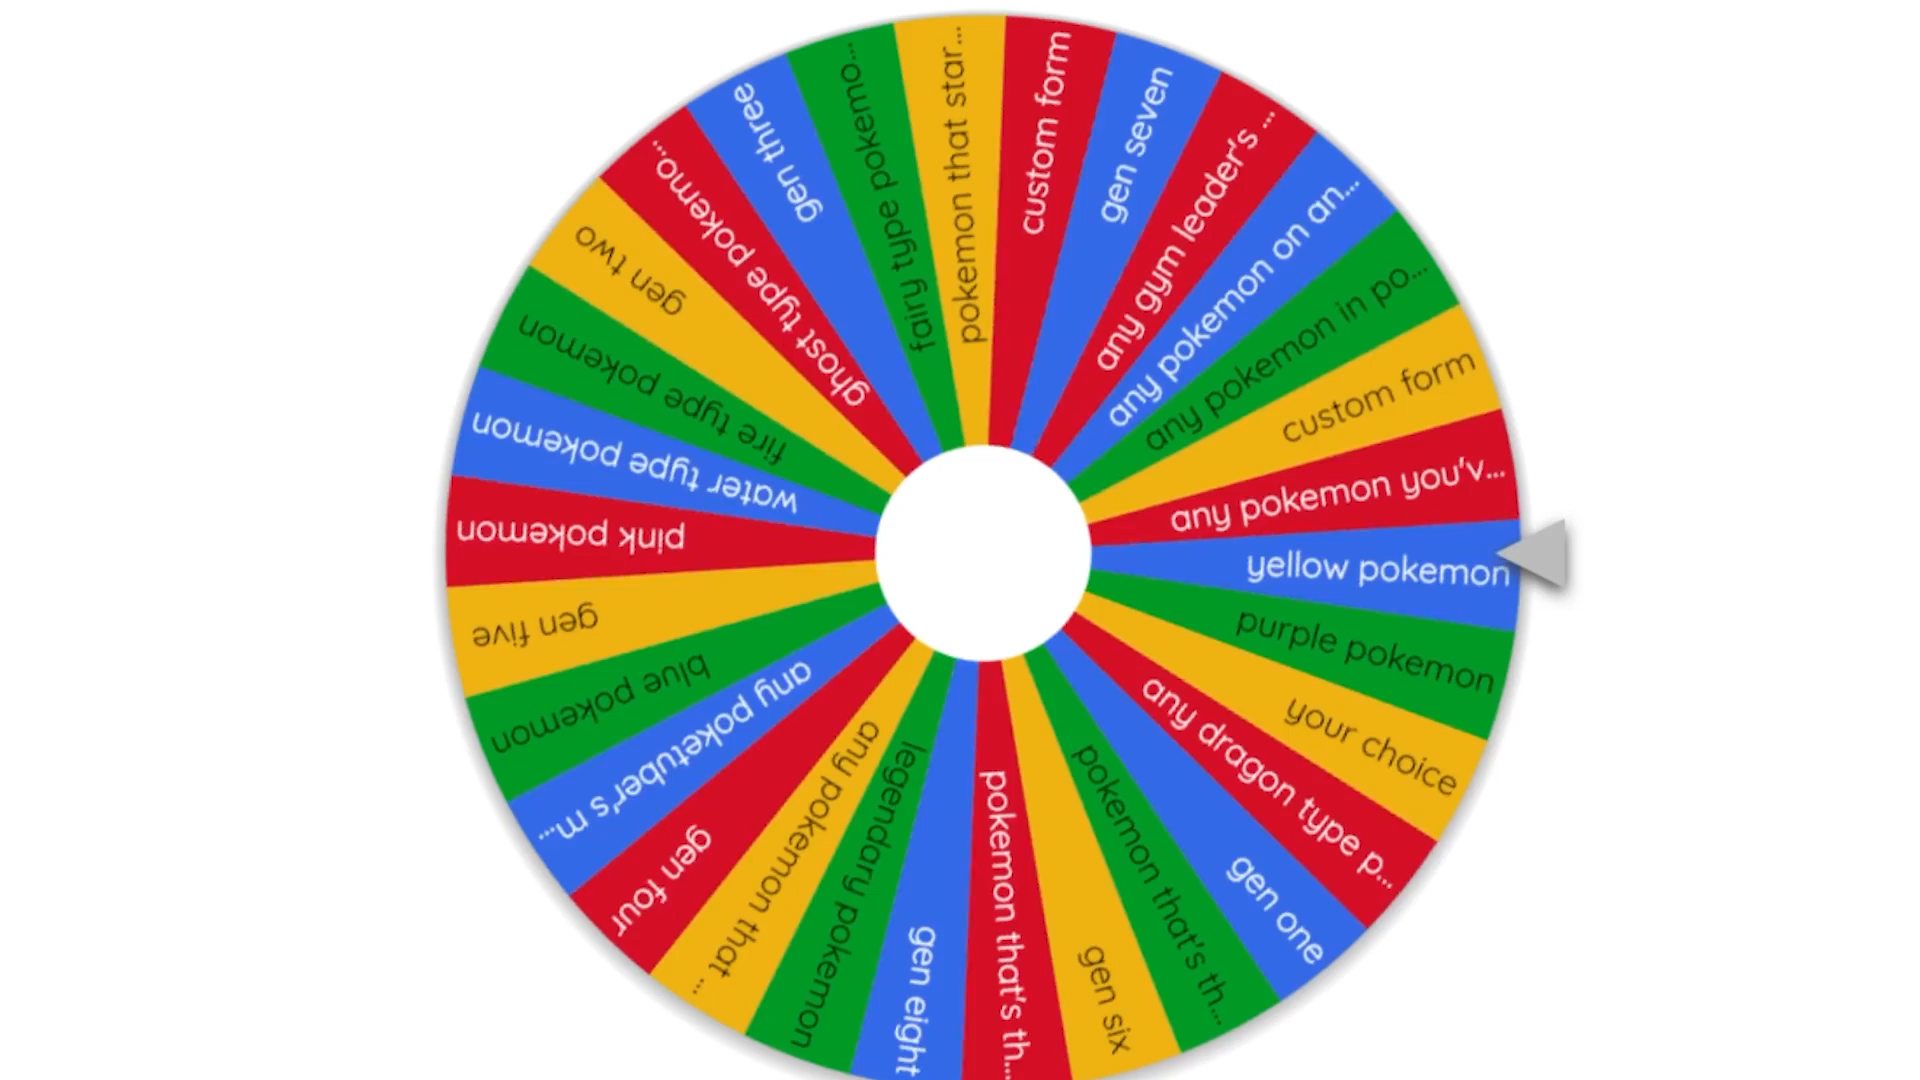 pokemon that star...
custom form
gen seven
any gym leader's ...
any pokemon on an...
any pokemon in po...
custom form
any pokemon you'v...
yellow pokemon
purple pokemon
your choice
any dragon type p...
gen one
pokemon that's th...
gen six
pokemon that's th...
gen eight
legendary pokemon
any pokemon that ...
gen four
any poketuber's m...
blue pokemon
gen five
pink pokemon
water type pokemon
fire type pokemon
gen two
ghost type pokemo...
gen three
fairy type pokemo...